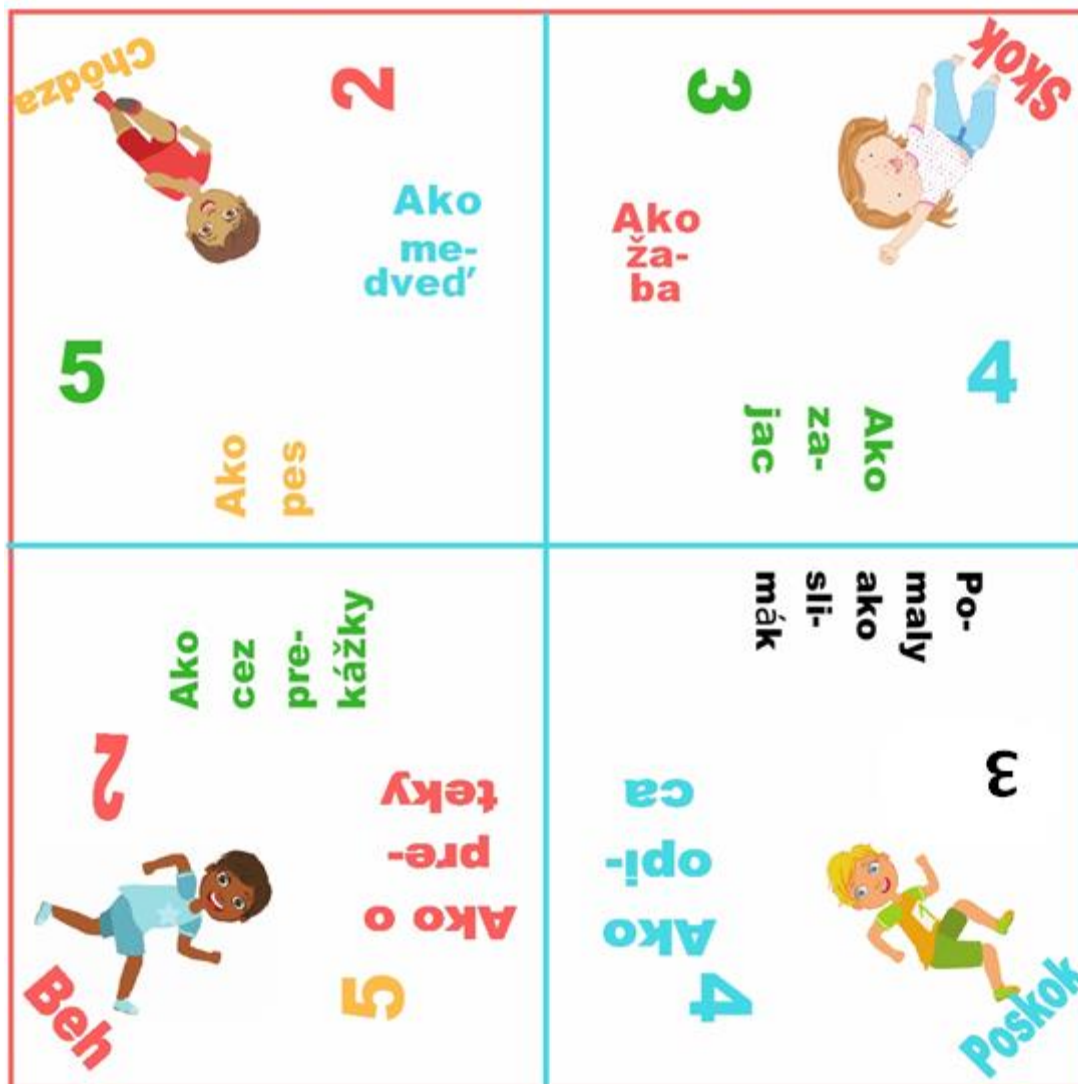 Chôdza
2
Ako
me-
dveď
5
Ako
pes
Skok
3
Ako
ža-
ba
4
Ako
za-
jac
Beh
2
Ako
cez
pre-
kážky
5
Ako o
pre-
teky
Poskok
3
Po-
maly
ako
sli-
mák
4
Ako
opi-
ca